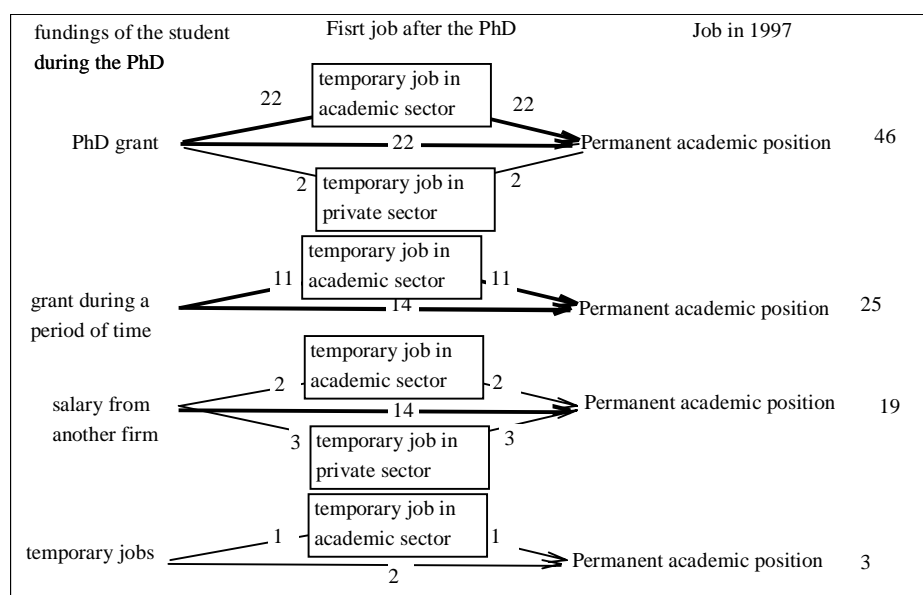 fundings of the student
during the PhD
Fisrt job after the PhD
Job in 1997
temporary job in
academic sector
22
22
PhD grant
22
Permanent academic position
46
2
2
temporary job in
private sector
temporary job in
academic sector
11
11
grant during a
period of time
14
Permanent academic position
25
temporary job in
academic sector
2
2
salary from
another firm
14
Permanent academic position
19
3
3
temporary job in
private sector
temporary job in
academic sector
1
1
temporary jobs
2
Permanent academic position
3